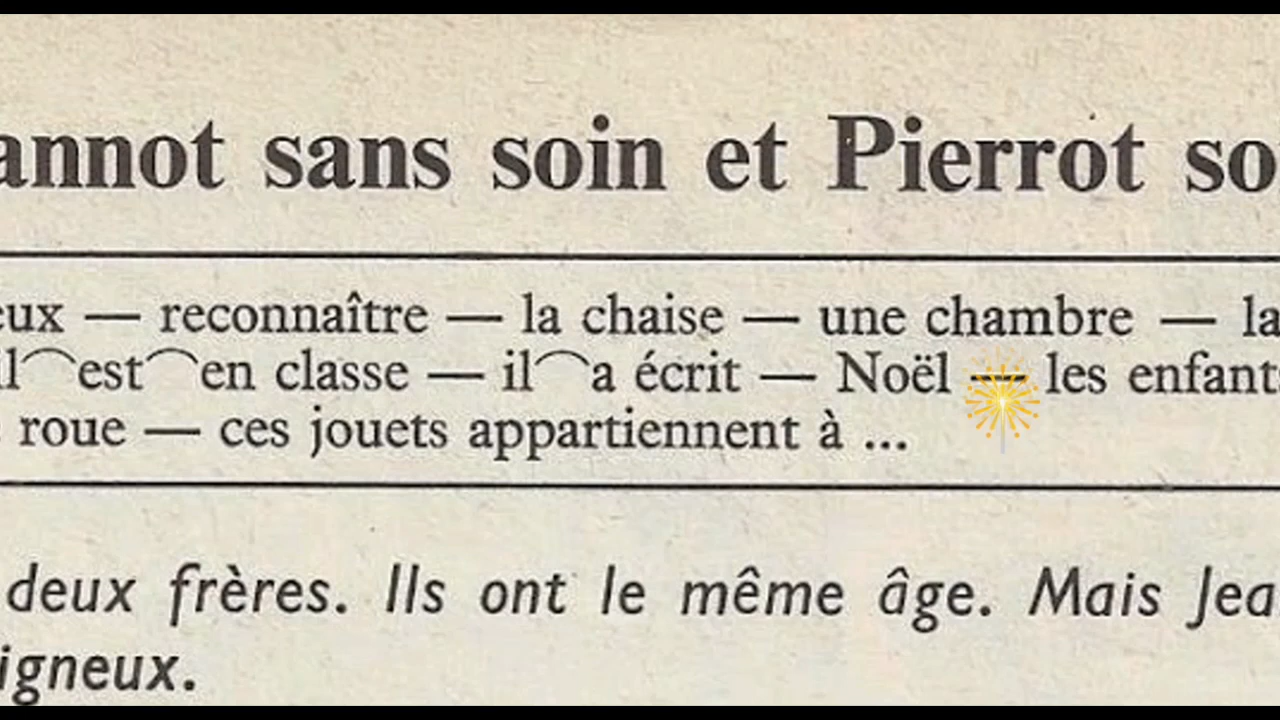 annot sans soin et Pierrot so
eux — reconnaître — la chaise — une chambre — la
il est en classe — il a écrit — Noël — les enfants
roue — ces jouets appartiennent à ...
deux frères. Ils ont le même âge. Mais Jea
igneux.